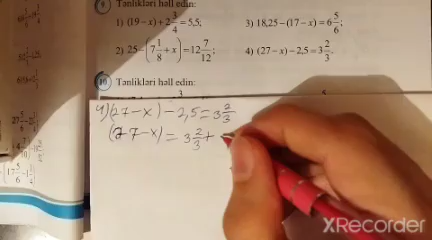 9. Tənlikləri həll edin:
1) (19 – x) + 2 3/4 = 5,5;
3) 18,25 – (17 – x) = 6 5/6;
2) 25 – (7 1/8 + x) = 12 7/12;
4) (27 – x) – 2,5 = 3 2/3.
10. Tənlikləri həll edin:
4) (27 – x) – 2,5 = 3 2/3
(27 – x) = 3 2/3 +
XRecorder